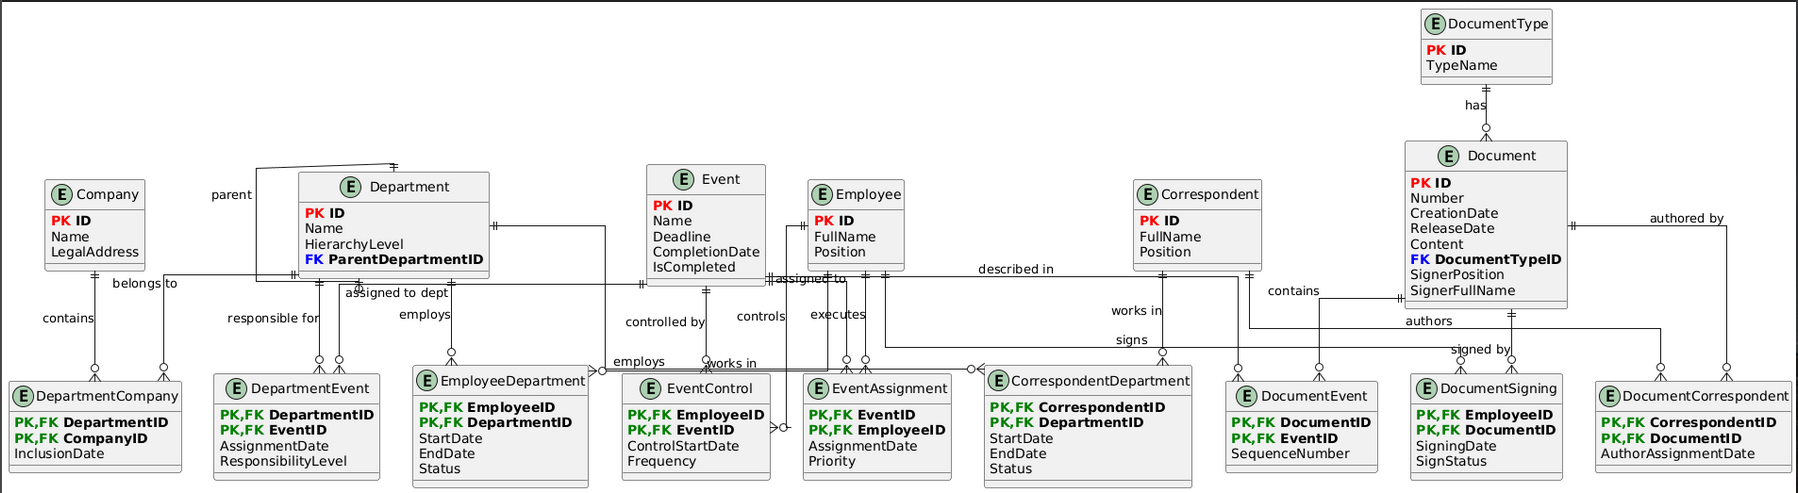 E DocumentType
PK ID
TypeName
has
E Document
PK ID
Number
CreationDate
ReleaseDate
Content
FK DocumentTypeID
SignerPosition
SignerFullName
E Company
PK ID
Name
LegalAddress
parent
E Department
PK ID
Name
HierarchyLevel
FK ParentDepartmentID
E Event
PK ID
Name
Deadline
CompletionDate
IsCompleted
E Employee
PK ID
FullName
Position
E Correspondent
PK ID
FullName
Position
authored by
belongs to
assigned to dept
assigned to
described in
contains
contains
responsible for
employs
controlled by
controls
executes
works in
signs
authors
signed by
employs
works in
E DepartmentCompany
PK,FK DepartmentID
PK,FK CompanyID
InclusionDate
E DepartmentEvent
PK,FK DepartmentID
PK,FK EventID
AssignmentDate
ResponsibilityLevel
E EmployeeDepartment
PK,FK EmployeeID
PK,FK DepartmentID
StartDate
EndDate
Status
E EventControl
PK,FK EmployeeID
PK,FK EventID
ControlStartDate
Frequency
E EventAssignment
PK,FK EventID
PK,FK EmployeeID
AssignmentDate
Priority
E CorrespondentDepartment
PK,FK CorrespondentID
PK,FK DepartmentID
StartDate
EndDate
Status
E DocumentEvent
PK,FK DocumentID
PK,FK EventID
SequenceNumber
E DocumentSigning
PK,FK EmployeeID
PK,FK DocumentID
SigningDate
SignStatus
E DocumentCorrespondent
PK,FK CorrespondentID
PK,FK DocumentID
AuthorAssignmentDate